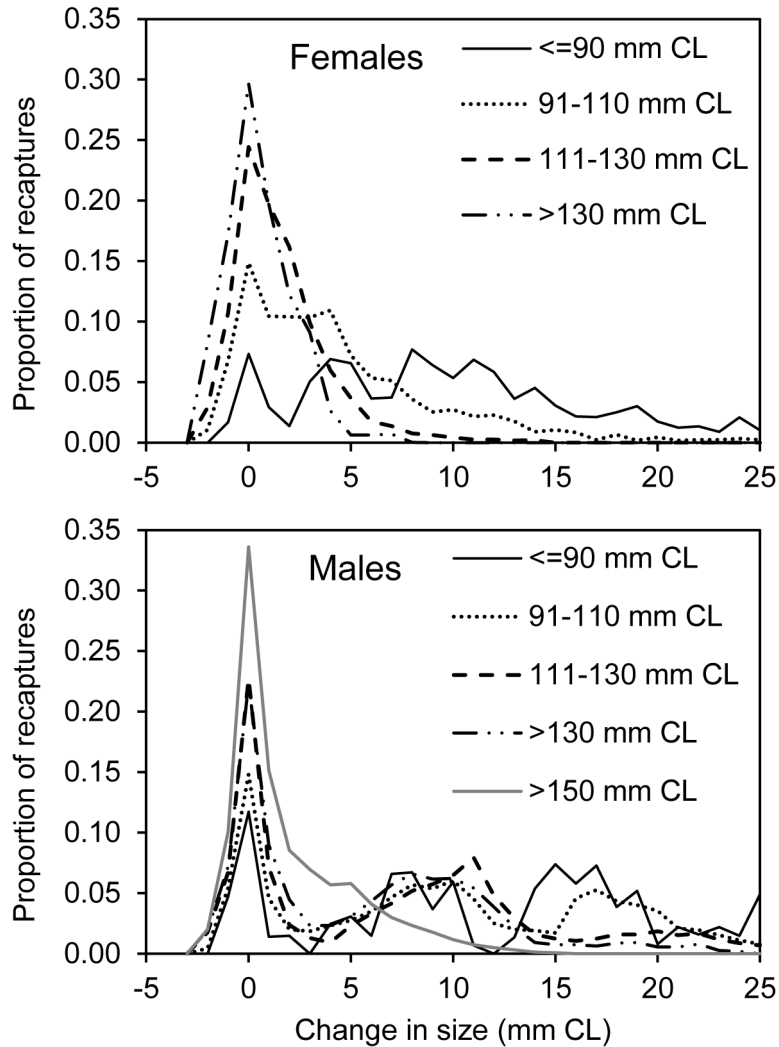 Females
<=90 mm CL
91-110 mm CL
111-130 mm CL
>130 mm CL
Proportion of recaptures
0.35
0.30
0.25
0.20
0.15
0.10
0.05
0.00
-5
0
5
10
15
20
25
Males
<=90 mm CL
91-110 mm CL
111-130 mm CL
>130 mm CL
>150 mm CL
Proportion of recaptures
0.35
0.30
0.25
0.20
0.15
0.10
0.05
0.00
-5
0
5
10
15
20
25
Change in size (mm CL)